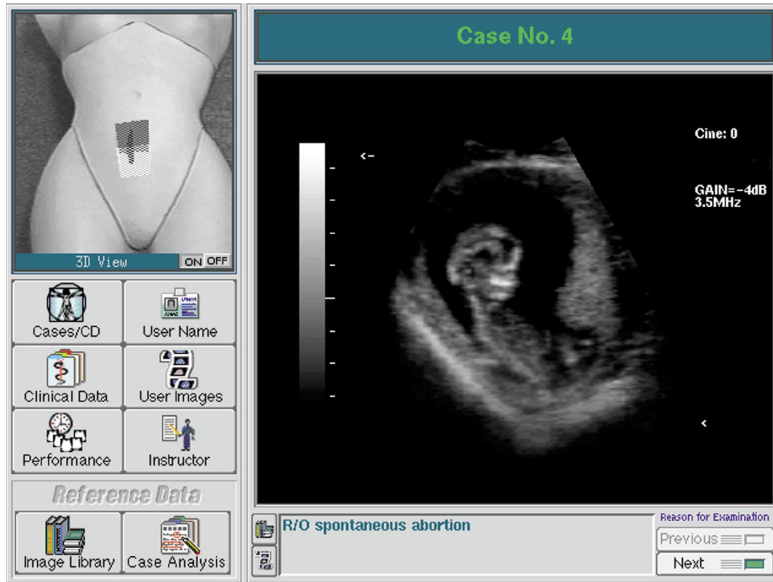 Case No. 4
<-
Cine: 0
GAIN=-4dB
3.5MHz
<
3D View
ON OFF
Cases/CD
User Name
Clinical Data
User Images
Performance
Instructor
Reference Data
Image Library
Case Analysis
R/O spontaneous abortion
Reason for Examination
Previous
Next